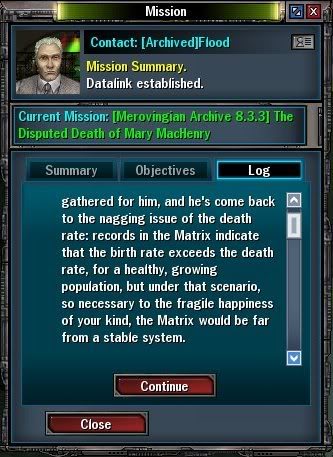 Mission
Contact: [Archived]Flood
Mission Summary.
Datalink established.
Current Mission: [Merovingian Archive 8.3.3] The
Disputed Death of Mary MacHenry
Summary
Objectives
Log
gathered for him, and he's come back
to the nagging issue of the death
rate: records in the Matrix indicate
that the birth rate exceeds the death
rate, for a healthy, growing
population, but under that scenario,
so necessary to the fragile happiness
of your kind, the Matrix would be far
from a stable system.
Continue
Close